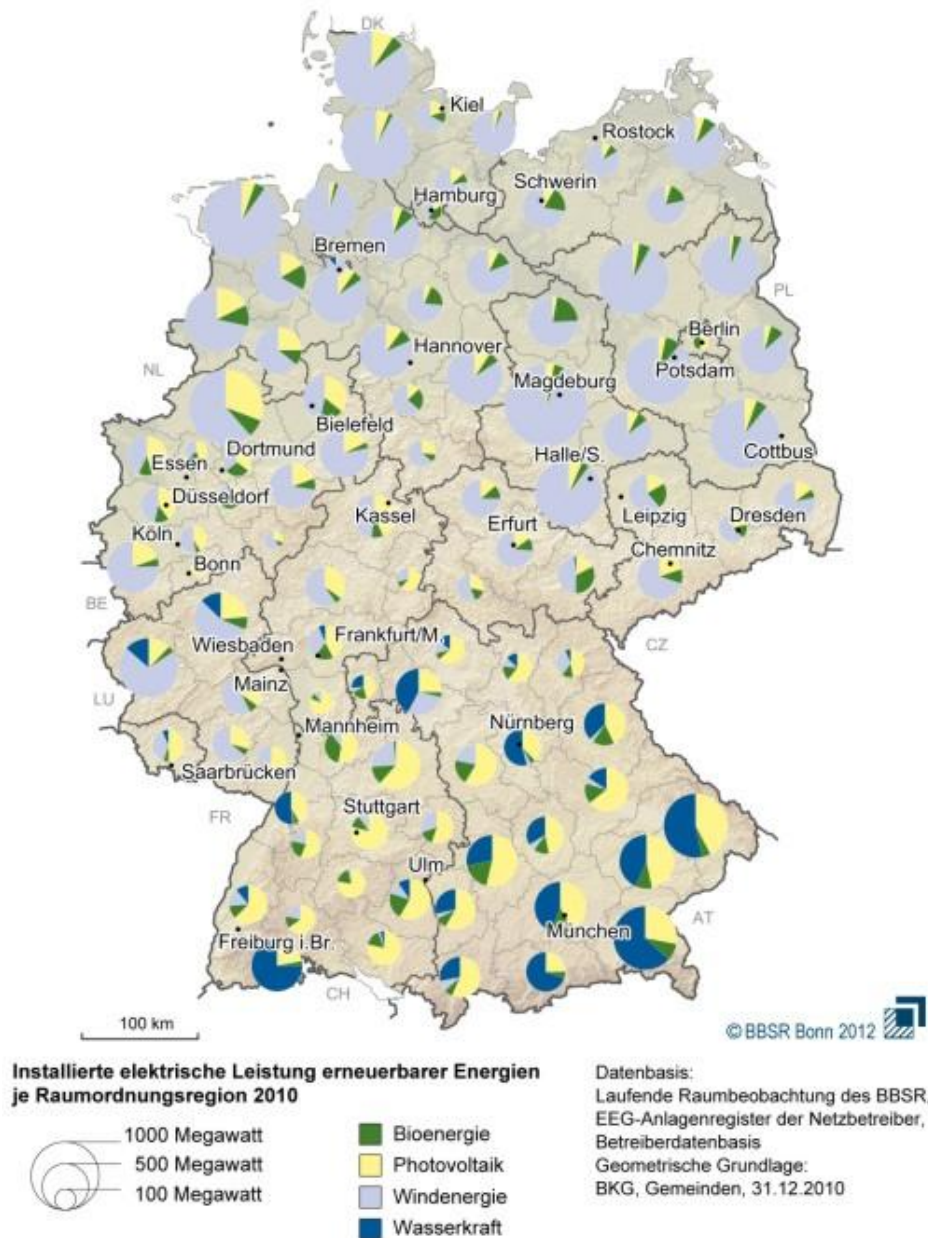 DK
Kiel
Rostock
Schwerin
Hamburg
Bremen
PL
Berlin
Hannover
Potsdam
NL
Magdeburg
Bielefeld
Dortmund
Halle/S.
Cottbus
Essen
Düsseldorf
Kassel
Leipzig
Dresden
Erfurt
Köln
Chemnitz
Bonn
BE
Frankfurt/M.
CZ
Wiesbaden
LU
Mainz
Mannheim
Nürnberg
Saarbrücken
FR
Stuttgart
Ulm
AT
München
Freiburg i.Br.
CH
100 km
© BBSR Bonn 2012
Installierte elektrische Leistung erneuerbarer Energien
je Raumordnungsregion 2010
1000 Megawatt
500 Megawatt
100 Megawatt
Bioenergie
Photovoltaik
Windenergie
Wasserkraft
Datenbasis:
Laufende Raumbeobachtung des BBSR,
EEG-Anlagenregister der Netzbetreiber,
Betreiberdatenbasis
Geometrische Grundlage:
BKG, Gemeinden, 31.12.2010